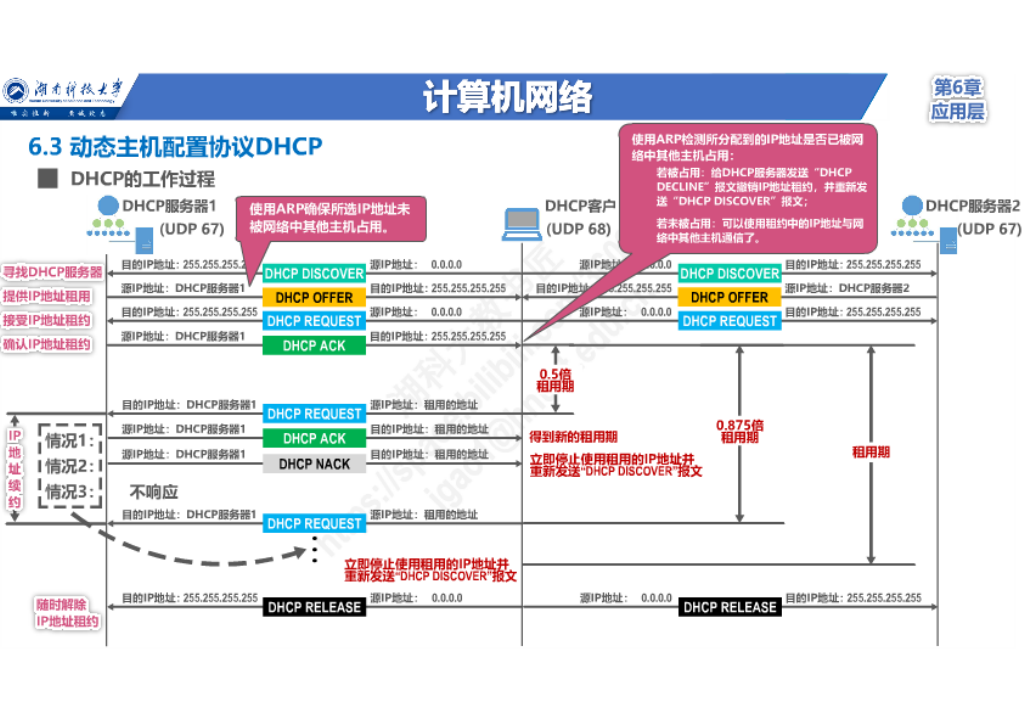 湖南科技大学
计算机网络
第6章
应用层
6.3 动态主机配置协议DHCP
DHCP的工作过程
DHCP服务器1
(UDP 67)
使用ARP确保所选IP地址未
被网络中其他主机占用。
DHCP客户
(UDP 68)
使用ARP检测所分配到的IP地址是否已被网
络中其他主机占用：
若被占用：给DHCP服务器发送“DHCP
DECLINE”报文撤销IP地址租约，并重新发
送“DHCP DISCOVER”报文；
若未被占用：可以使用租约中的IP地址与网
络中其他主机通信了。
DHCP服务器2
(UDP 67)
寻找DHCP服务器 目的IP地址：255.255.255.2 DHCP DISCOVER 源IP地址： 0.0.0.0 源IP地 0.0.0.0 DHCP DISCOVER 目的IP地址：255.255.255.255
提供IP地址租用 源IP地址：DHCP服务器1 DHCP OFFER 目的IP地址：255.255.255.255 目的IP地址：255.255.255.255 DHCP OFFER 源IP地址：DHCP服务器2
接受IP地址租约 目的IP地址：255.255.255.255 DHCP REQUEST 源IP地址： 0.0.0.0 源IP地址： 0.0.0.0 DHCP REQUEST 目的IP地址：255.255.255.255
确认IP地址租约 源IP地址：DHCP服务器1 DHCP ACK 目的IP地址：255.255.255.255
0.5倍
租用期
0.875倍
租用期
租用期
目的IP地址：DHCP服务器1 DHCP REQUEST 源IP地址：租用的地址
IP地址续约
情况1： 源IP地址：DHCP服务器1 DHCP ACK 目的IP地址：租用的地址 得到新的租用期
情况2： 源IP地址：DHCP服务器1 DHCP NACK 目的IP地址：租用的地址 立即停止使用租用的IP地址并
重新发送“DHCP DISCOVER”报文
情况3： 不响应
目的IP地址：DHCP服务器1 DHCP REQUEST 源IP地址：租用的地址
立即停止使用租用的IP地址并
重新发送“DHCP DISCOVER”报文
随时解除
IP地址租约
目的IP地址：255.255.255.255 DHCP RELEASE 源IP地址： 0.0.0.0 源IP地址： 0.0.0.0 DHCP RELEASE 目的IP地址：255.255.255.255